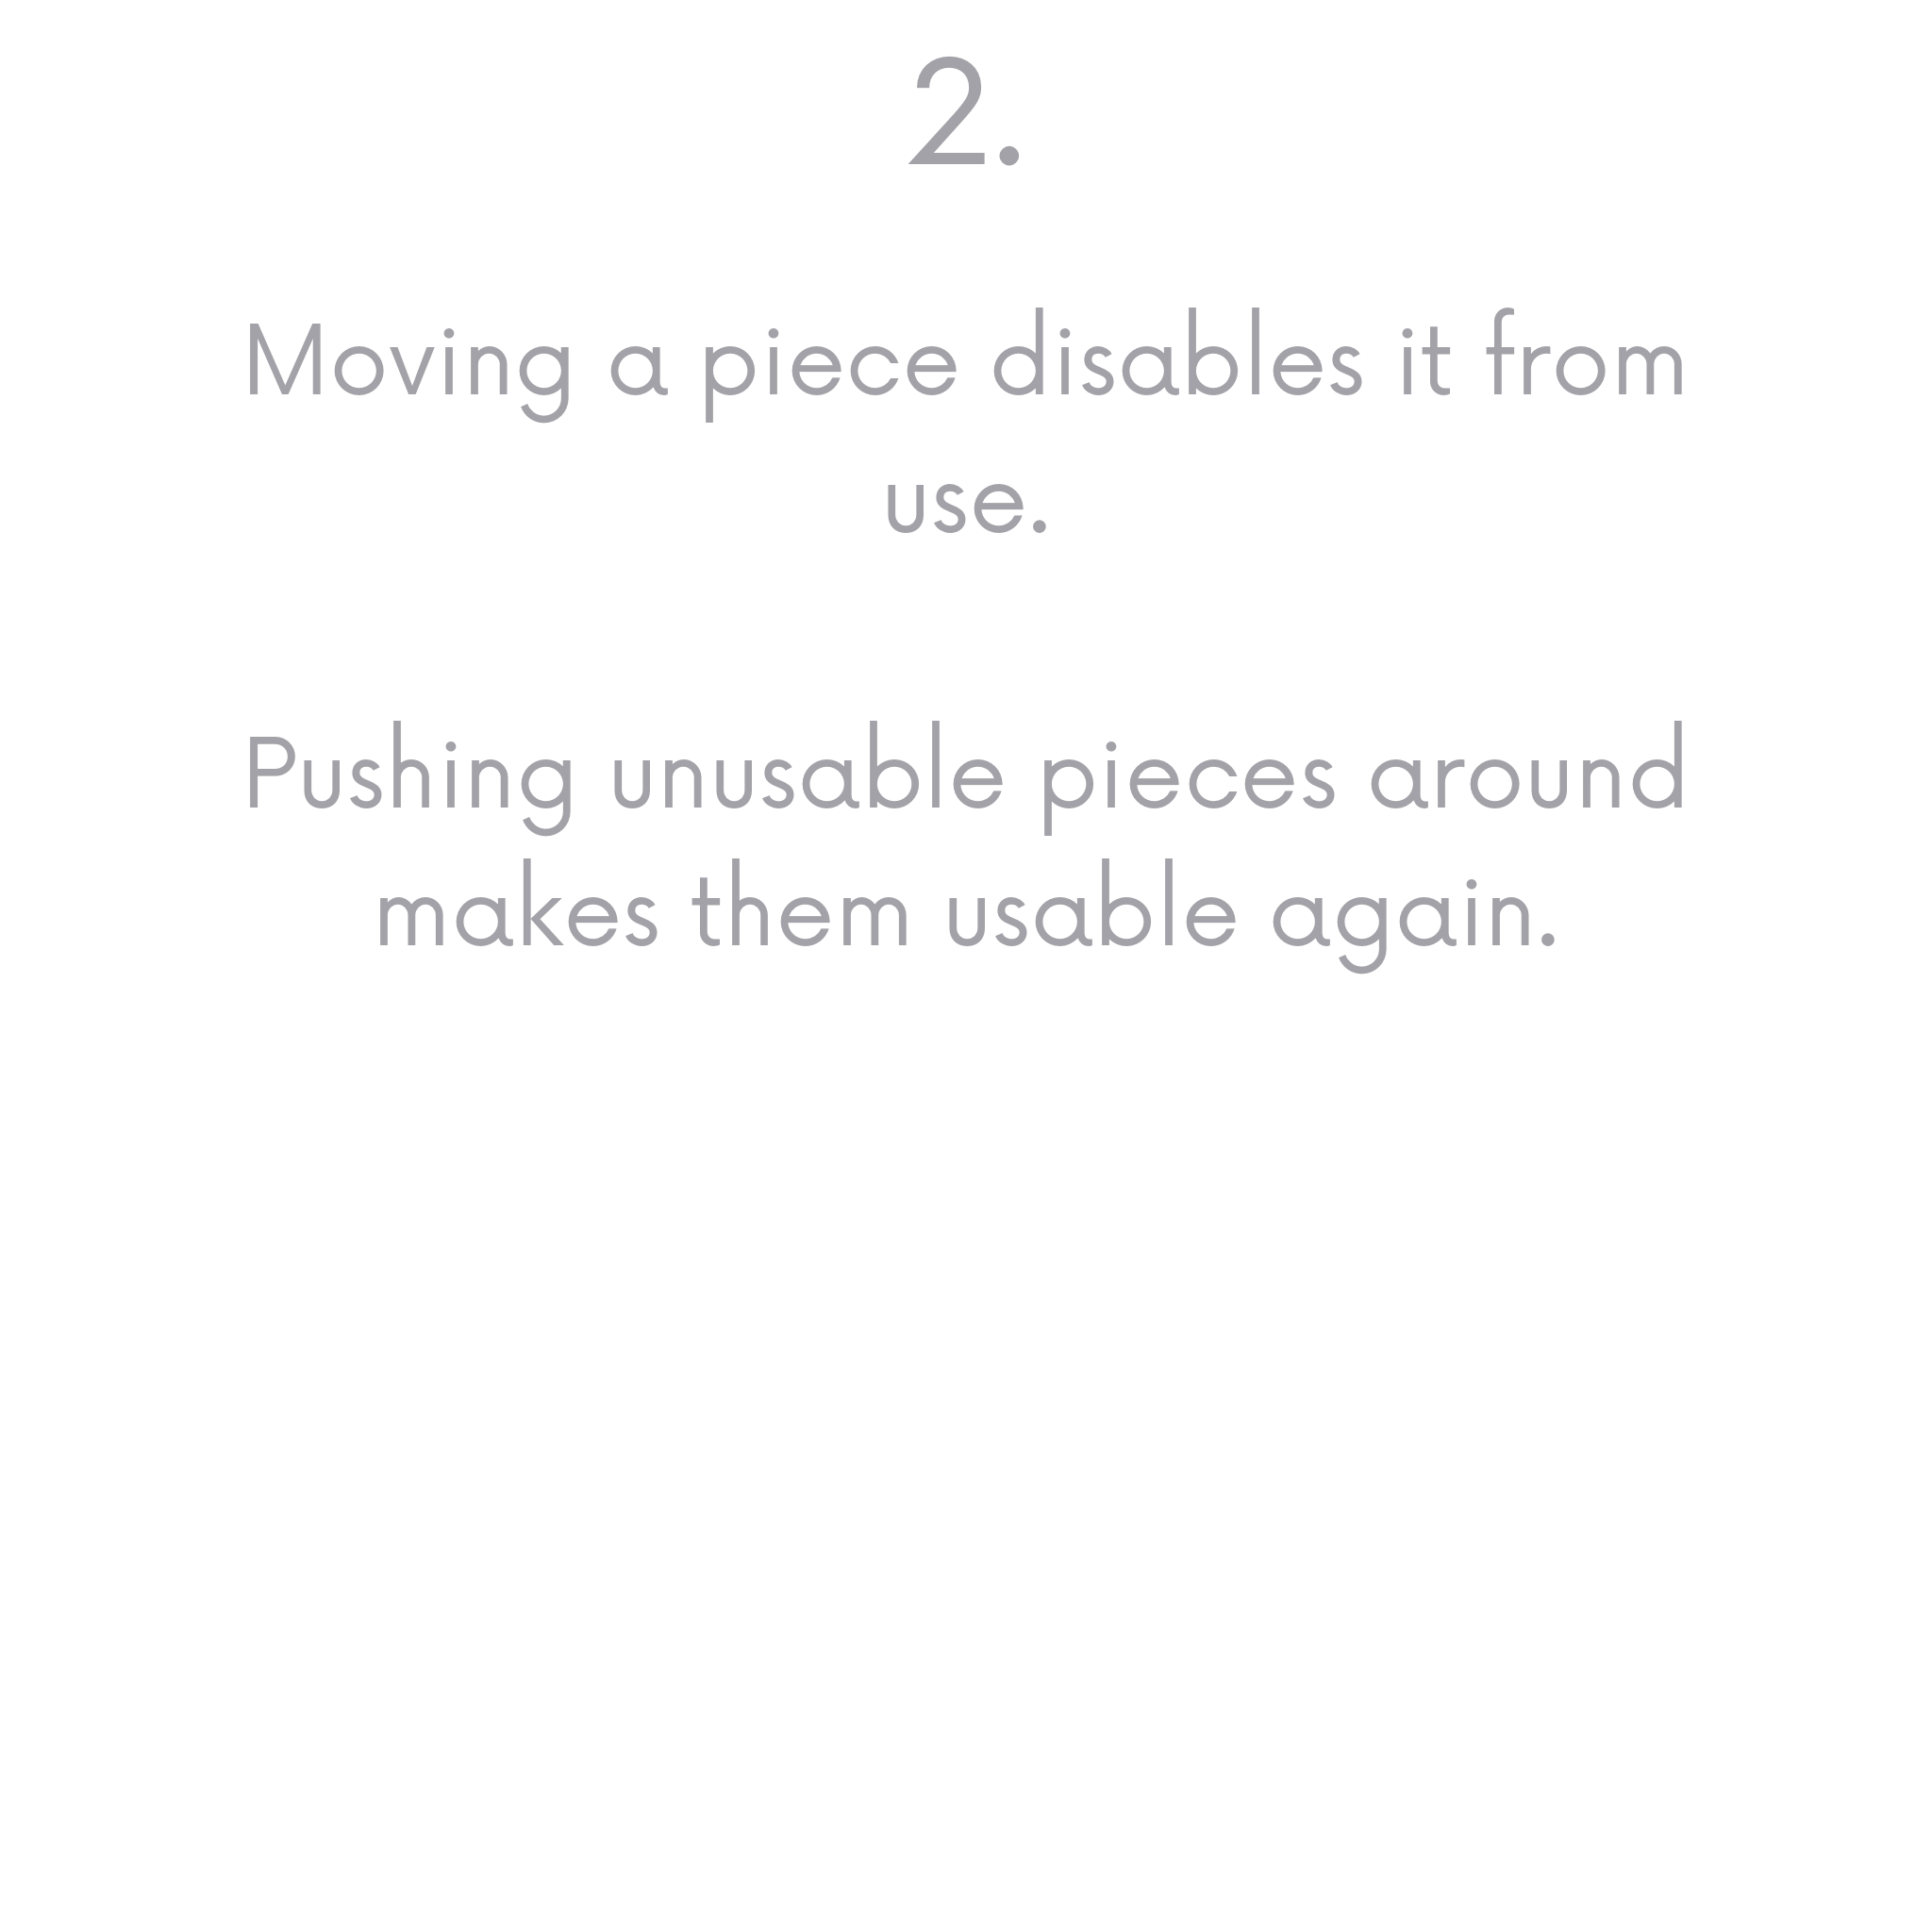 2.
Moving a piece disables it from
use.
Pushing unusable pieces around
makes them usable again.